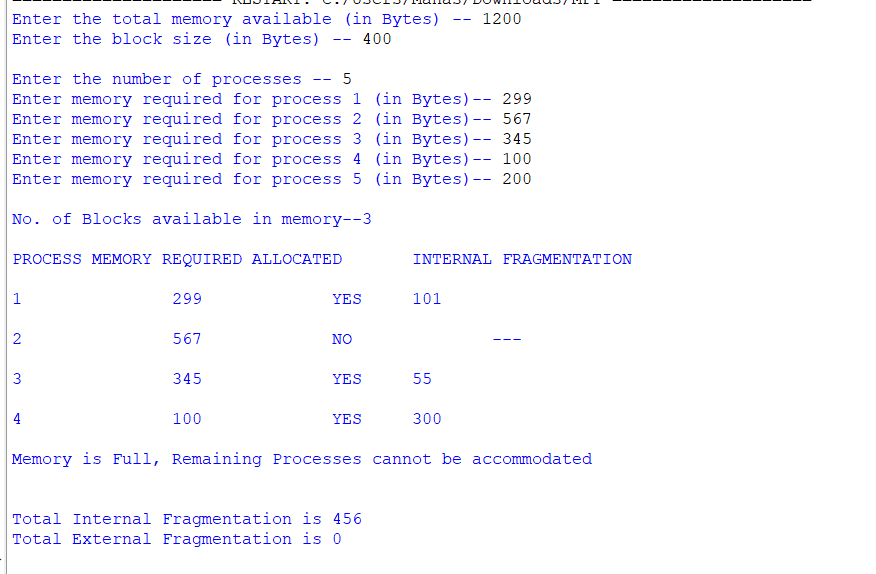 ==================== RESTART: C:/Users/Manas/Downloads/MFT ====================
Enter the total memory available (in Bytes) -- 1200
Enter the block size (in Bytes) -- 400
Enter the number of processes -- 5
Enter memory required for process 1 (in Bytes)-- 299
Enter memory required for process 2 (in Bytes)-- 567
Enter memory required for process 3 (in Bytes)-- 345
Enter memory required for process 4 (in Bytes)-- 100
Enter memory required for process 5 (in Bytes)-- 200
No. of Blocks available in memory--3
PROCESS MEMORY REQUIRED ALLOCATED INTERNAL FRAGMENTATION
1 299 YES 101
2 567 NO ---
3 345 YES 55
4 100 YES 300
Memory is Full, Remaining Processes cannot be accommodated
Total Internal Fragmentation is 456
Total External Fragmentation is 0